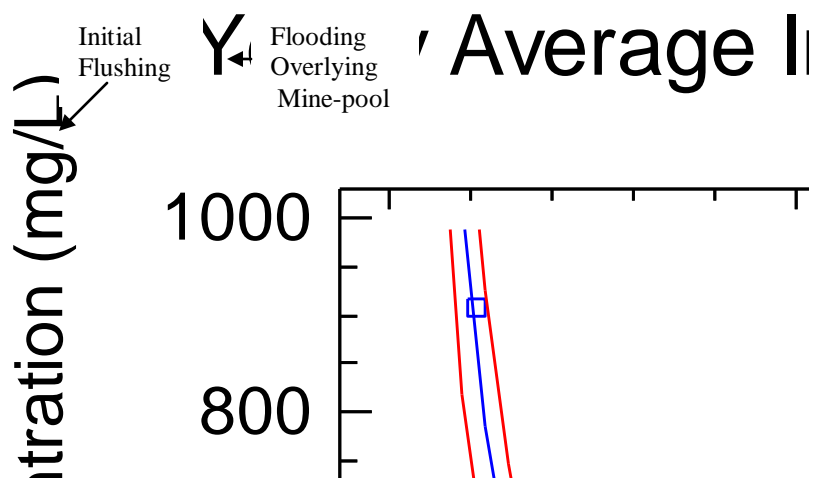 Initial
Flushing
Flooding
Overlying
Mine-pool
Average
ntration (mg/L)
1000
800